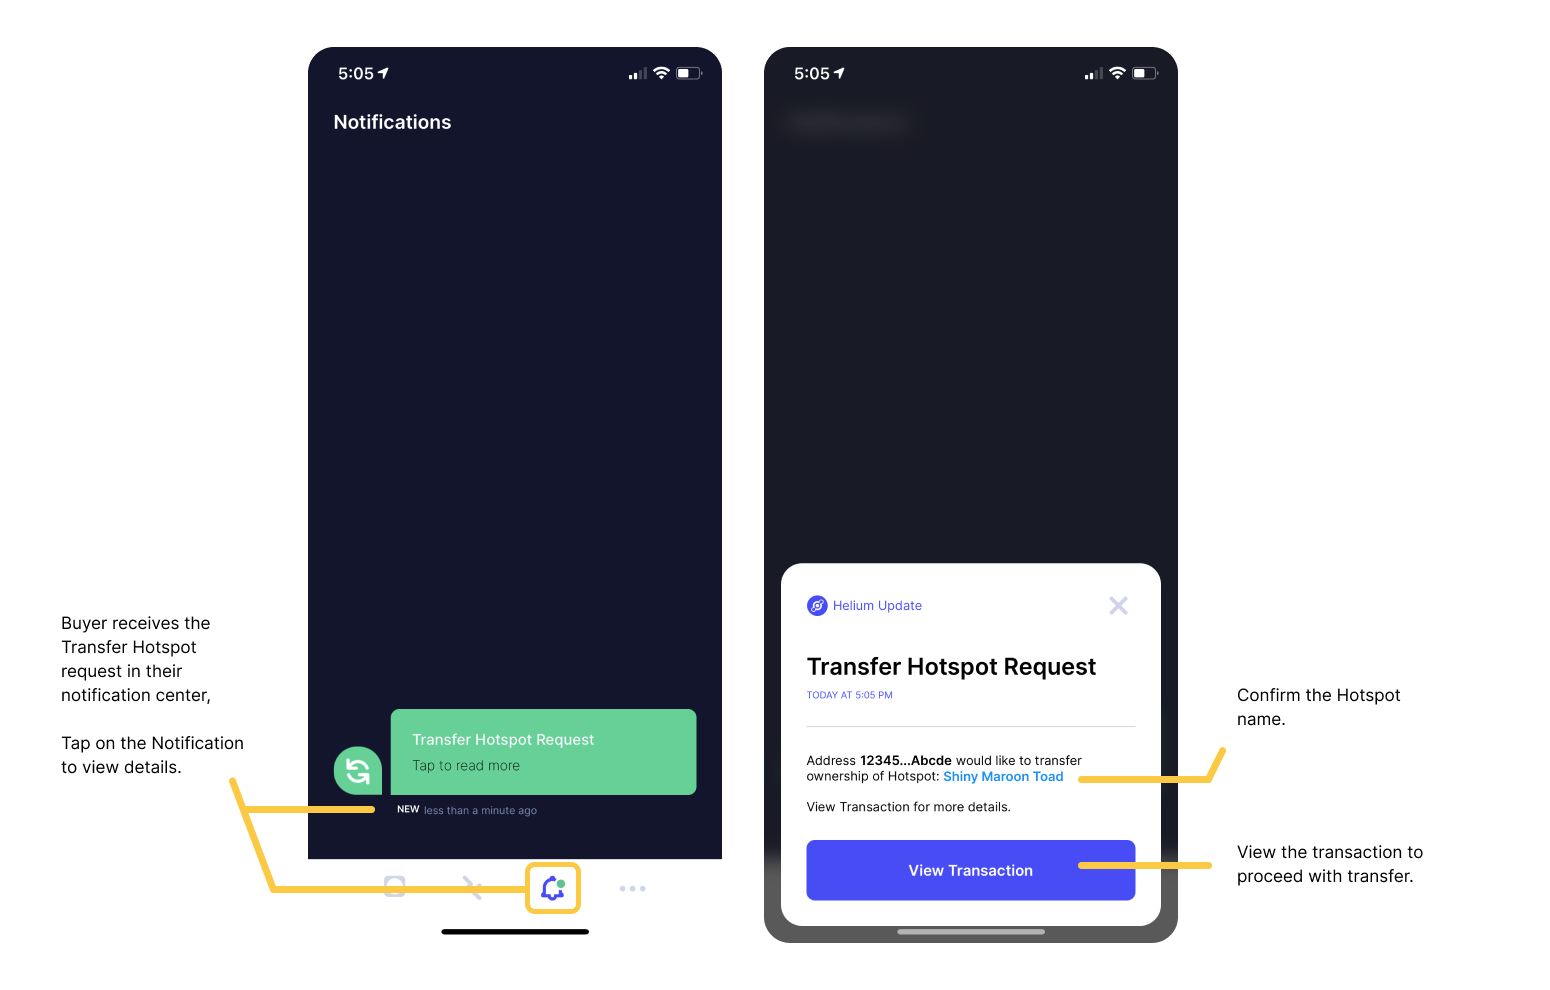 5:05
Notifications
Buyer receives the
Transfer Hotspot
request in their
notification center,
Tap on the Notification
to view details.
Transfer Hotspot Request
Tap to read more
NEW less than a minute ago
5:05
Helium Update
Transfer Hotspot Request
TODAY AT 5:05 PM
Address 12345...Abcde would like to transfer
ownership of Hotspot: Shiny Maroon Toad
View Transaction for more details.
View Transaction
Confirm the Hotspot
name.
View the transaction to
proceed with transfer.